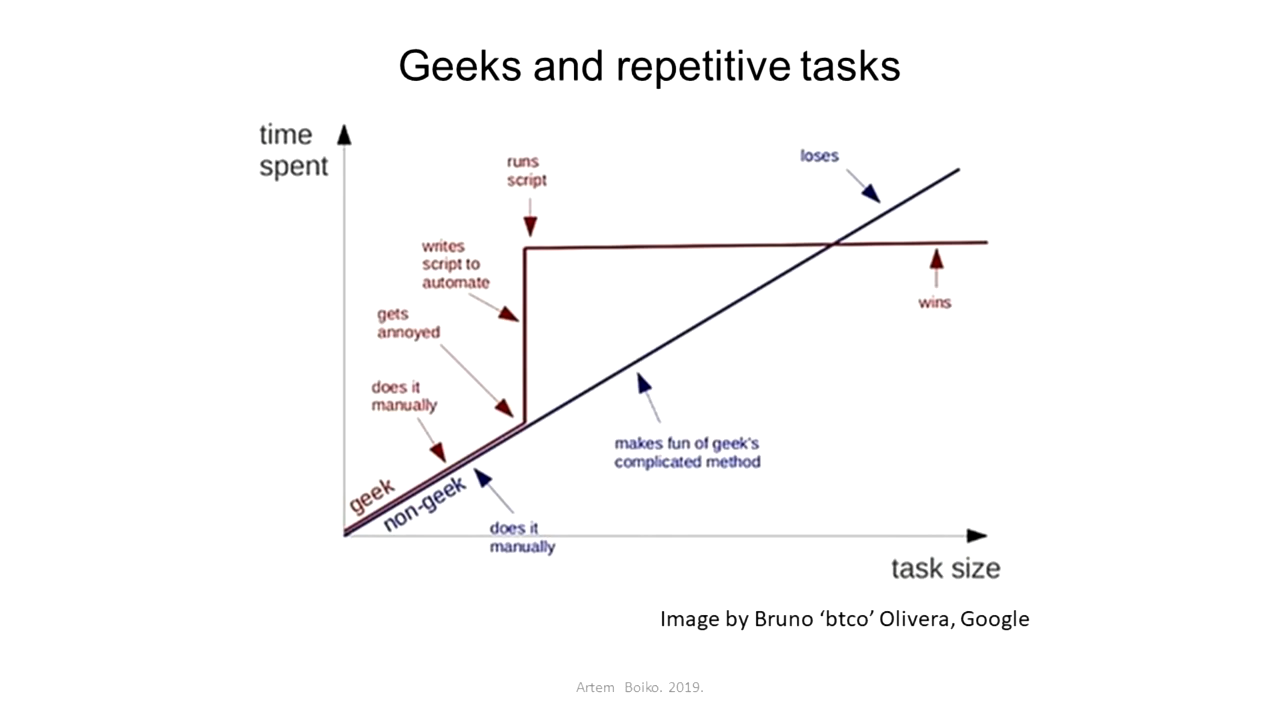 Geeks and repetitive tasks
time
spent
runs
script
loses
writes
script to
automate
gets
annoyed
wins
does it
manually
makes fun of geek's
complicated method
geek
non-geek
does it
manually
task size
Image by Bruno ‘btco’ Olivera, Google
Artem Boiko. 2019.